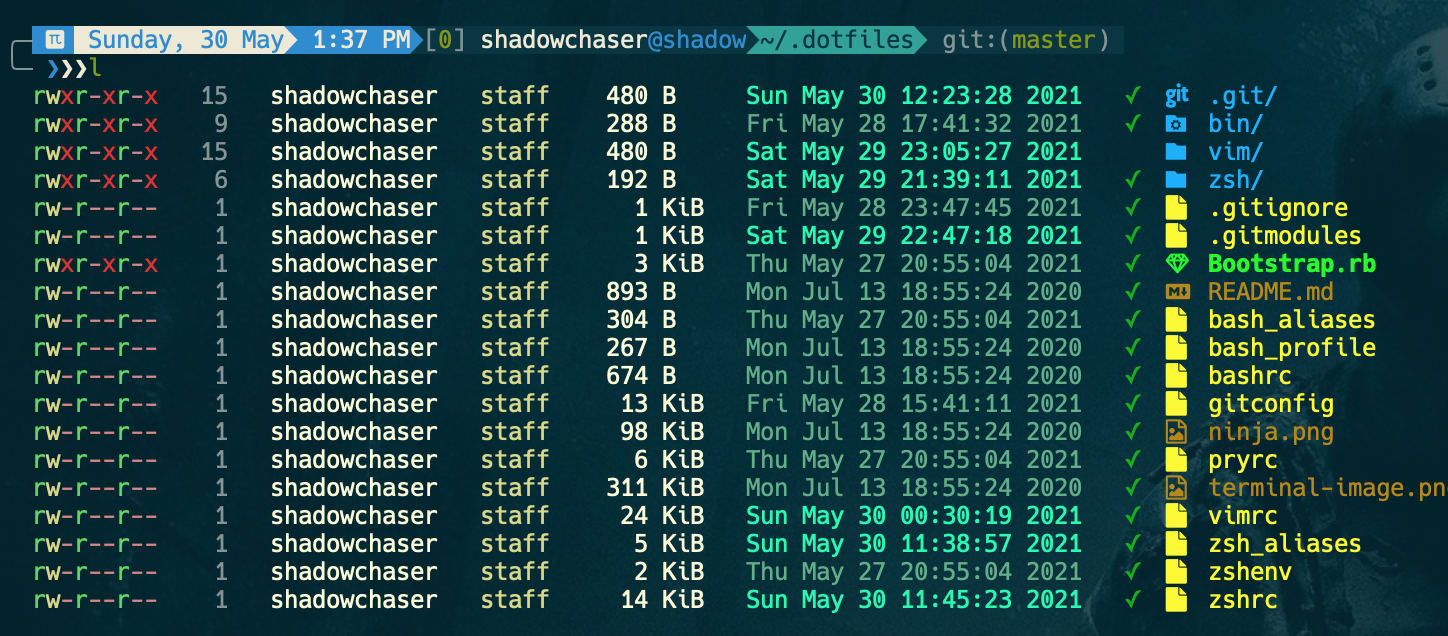 π Sunday, 30 May 1:37 PM [0] shadowchaser@shadow ~/.dotfiles git:(master)
❯❯❯l
rwxr-xr-x 15 shadowchaser staff 480 B Sun May 30 12:23:28 2021 ✓ git .git/
rwxr-xr-x 9 shadowchaser staff 288 B Fri May 28 17:41:32 2021 ✓ bin/
rwxr-xr-x 15 shadowchaser staff 480 B Sat May 29 23:05:27 2021 vim/
rwxr-xr-x 6 shadowchaser staff 192 B Sat May 29 21:39:11 2021 ✓ zsh/
rw-r--r-- 1 shadowchaser staff 1 KiB Fri May 28 23:47:45 2021 ✓ .gitignore
rw-r--r-- 1 shadowchaser staff 1 KiB Sat May 29 22:47:18 2021 ✓ .gitmodules
rwxr-xr-x 1 shadowchaser staff 3 KiB Thu May 27 20:55:04 2021 ✓ Bootstrap.rb
rw-r--r-- 1 shadowchaser staff 893 B Mon Jul 13 18:55:24 2020 ✓ README.md
rw-r--r-- 1 shadowchaser staff 304 B Thu May 27 20:55:04 2021 ✓ bash_aliases
rw-r--r-- 1 shadowchaser staff 267 B Mon Jul 13 18:55:24 2020 ✓ bash_profile
rw-r--r-- 1 shadowchaser staff 674 B Mon Jul 13 18:55:24 2020 ✓ bashrc
rw-r--r-- 1 shadowchaser staff 13 KiB Fri May 28 15:41:11 2021 ✓ gitconfig
rw-r--r-- 1 shadowchaser staff 98 KiB Mon Jul 13 18:55:24 2020 ✓ ninja.png
rw-r--r-- 1 shadowchaser staff 6 KiB Thu May 27 20:55:04 2021 ✓ pryrc
rw-r--r-- 1 shadowchaser staff 311 KiB Mon Jul 13 18:55:24 2020 ✓ terminal-image.pn
rw-r--r-- 1 shadowchaser staff 24 KiB Sun May 30 00:30:19 2021 ✓ vimrc
rw-r--r-- 1 shadowchaser staff 5 KiB Sun May 30 11:38:57 2021 ✓ zsh_aliases
rw-r--r-- 1 shadowchaser staff 2 KiB Thu May 27 20:55:04 2021 ✓ zshenv
rw-r--r-- 1 shadowchaser staff 14 KiB Sun May 30 11:45:23 2021 ✓ zshrc